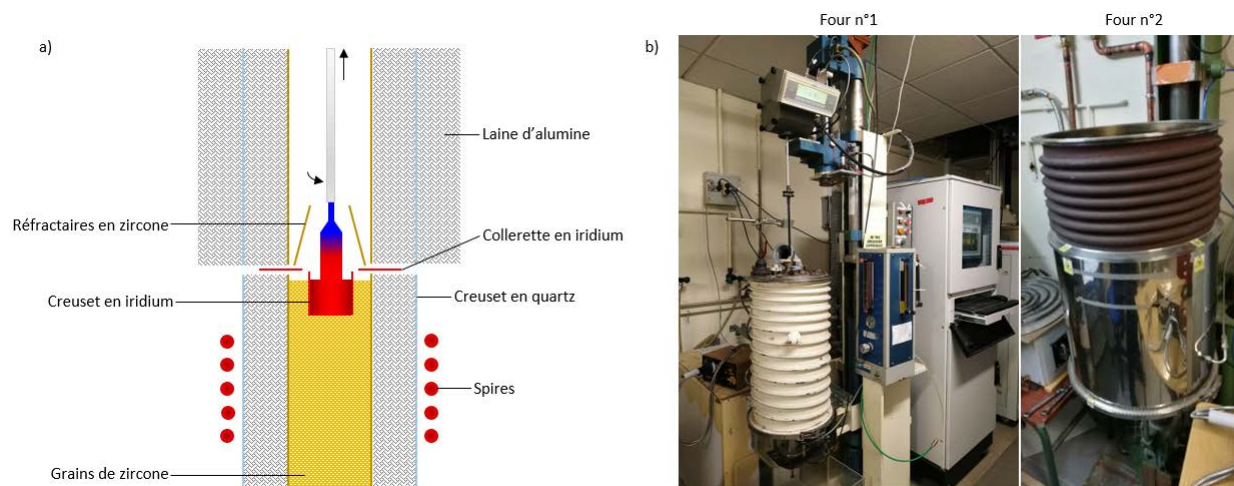 a)
Laine d’alumine
Réfractaires en zircone
Collerette en iridium
Creuset en iridium
Creuset en quartz
Spires
Grains de zircone
b)
Four n°1
Four n°2